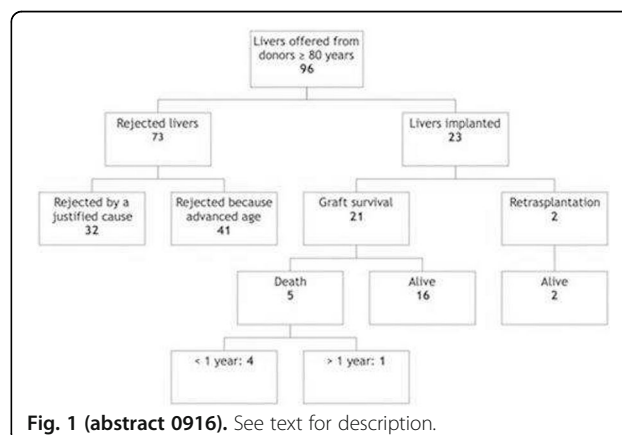 Livers offered from
donors ≥ 80 years
96
Rejected livers
73
Livers implanted
23
Rejected by a
justified cause
32
Rejected because
advanced age
41
Graft survival
21
Retrasplantation
2
Death
5
Alive
16
Alive
2
< 1 year: 4
> 1 year: 1
Fig. 1 (abstract 0916). See text for description.